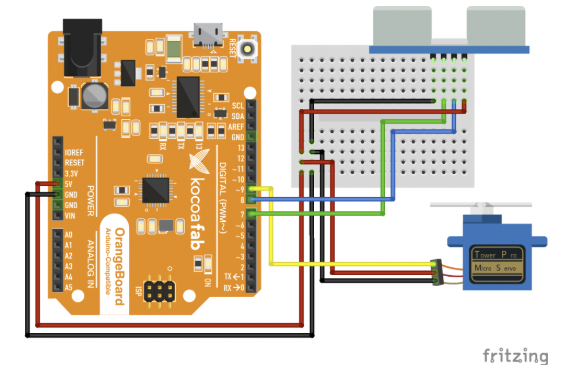 RESET
SCL
SDA
AREF
GND
13
12
~11
~10
~9
8
7
~6
~5
4
~3
2
TX←1
RX→0
DIGITAL (PWM~)
RX
TX
13
kocoafab
IOREF
RESET
3.3V
5V
GND
GND
VIN
POWER
A0
A1
A2
A3
A4
A5
ANALOG IN
OrangeBoard
Arduino-Compatible
ISP
ON
Tower Pro
Micro Servo
fritzing